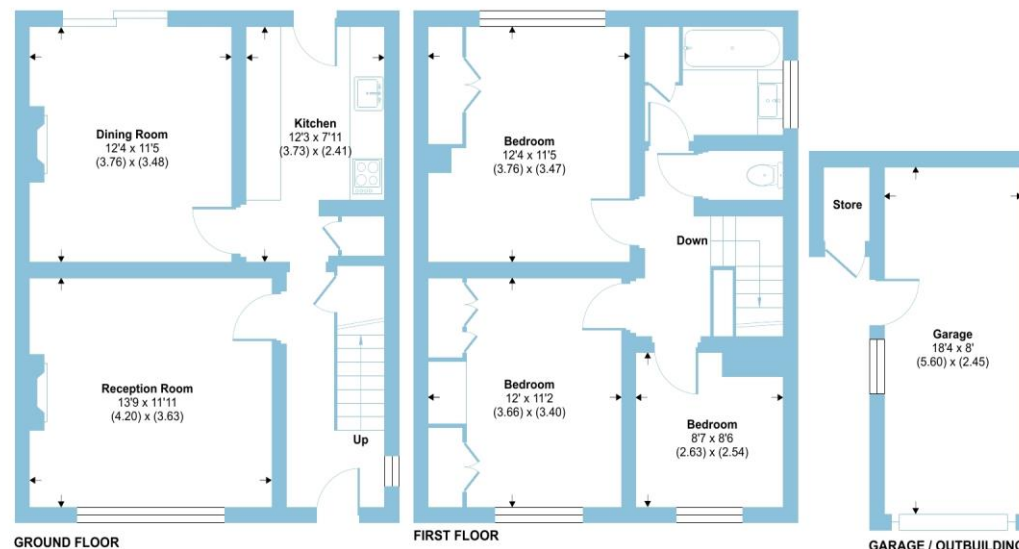 Dining Room
12'4 x 11'5
(3.76) x (3.48)
Kitchen
12'3 x 7'11
(3.73) x (2.41)
Reception Room
13'9 x 11'11
(4.20) x (3.63)
Up
GROUND FLOOR
Bedroom
12'4 x 11'5
(3.76) x (3.47)
Down
Bedroom
12' x 11'2
(3.66) x (3.40)
Bedroom
8'7 x 8'6
(2.63) x (2.54)
FIRST FLOOR
Store
Garage
18'4 x 8'
(5.60) x (2.45)
GARAGE / OUTBUILDING